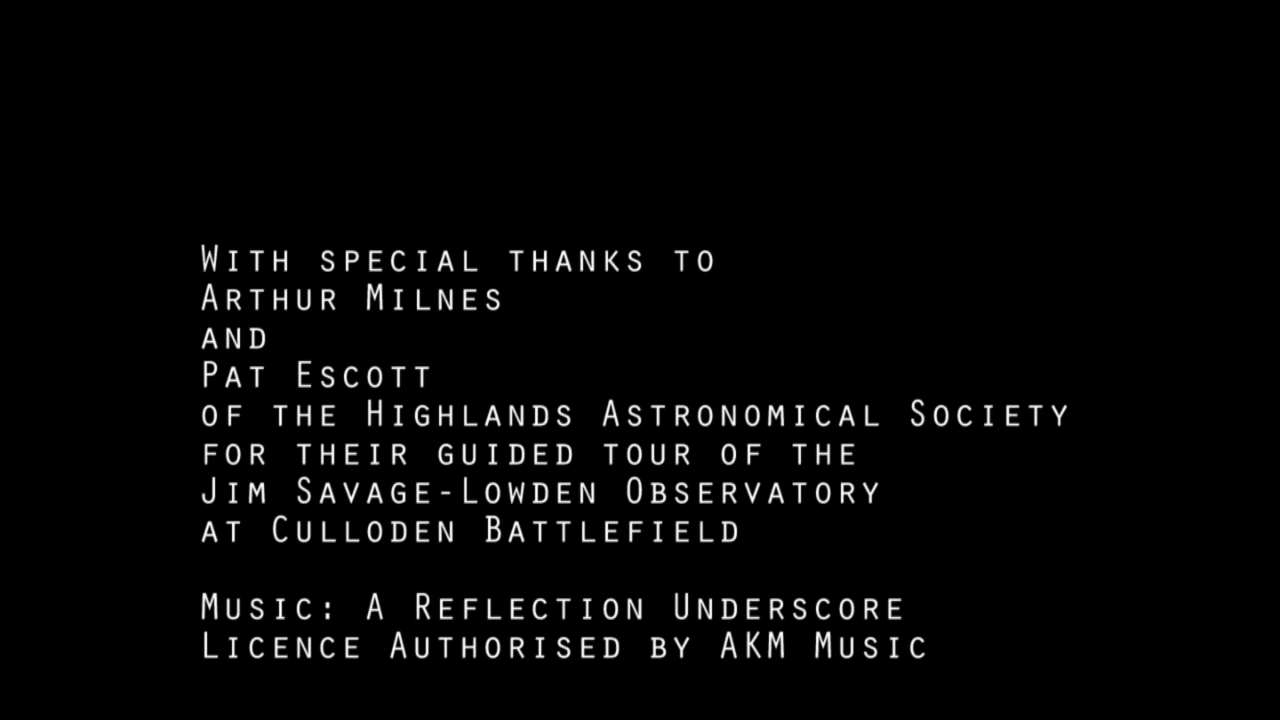 With special thanks to
Arthur Milnes
and
Pat Escott
of the Highlands Astronomical Society
for their guided tour of the
Jim Savage-Lowden Observatory
at Culloden Battlefield
Music: A Reflection Underscore
Licence Authorised by AKM Music